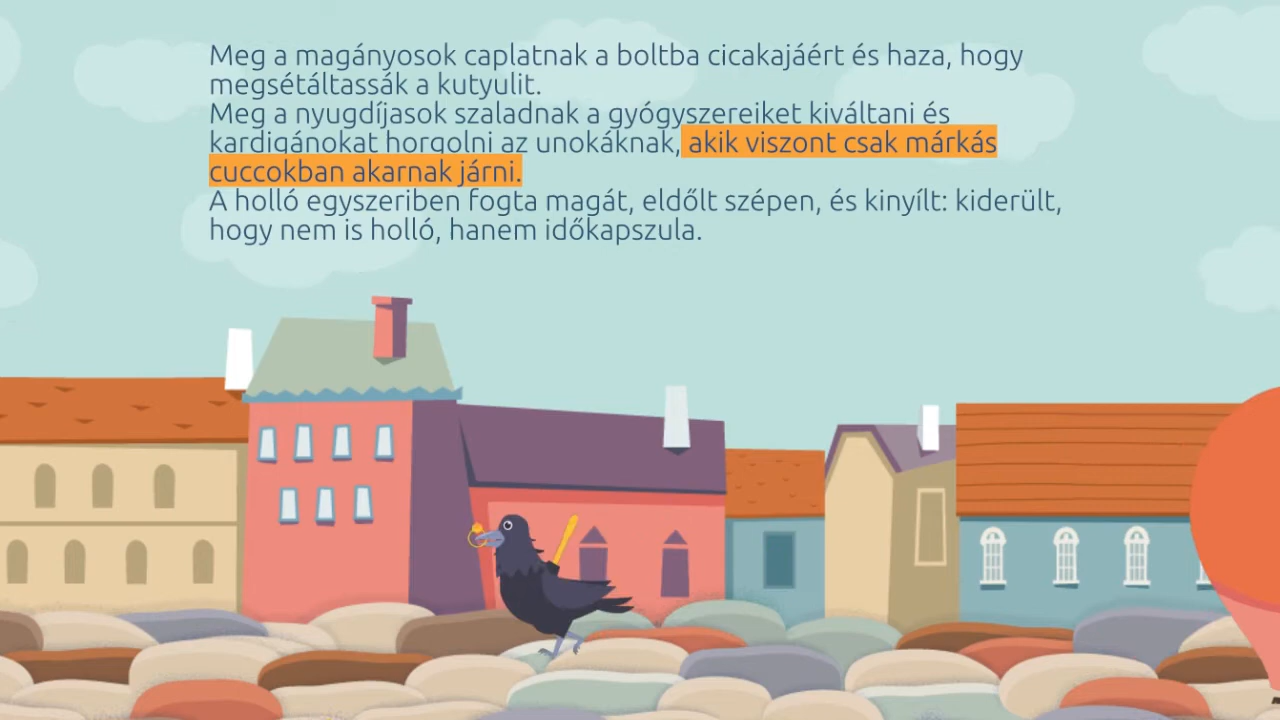 Meg a magányosok caplatnak a boltba cicakajáért és haza, hogy
megsétáltassák a kutyulit.
Meg a nyugdíjasok szaladnak a gyógyszereiket kiváltani és
kardigánokat horgolni az unokáknak, akik viszont csak márkás
cuccokban akarnak járni.
A holló egyszeriben fogta magát, eldőlt szépen, és kinyílt: kiderült,
hogy nem is holló, hanem időkapszula.